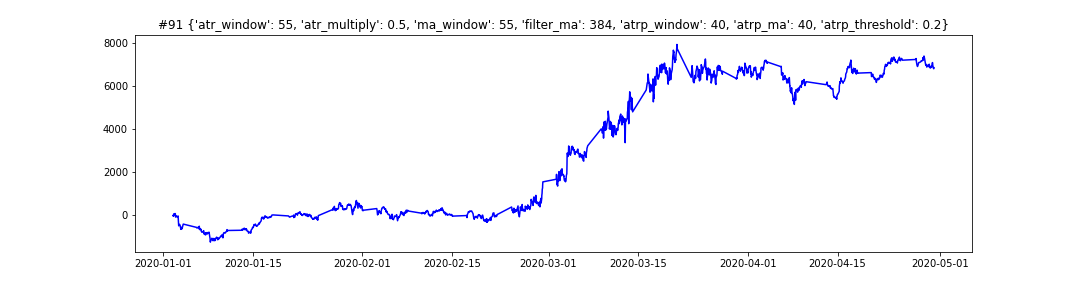 #91 {'atr_window': 55, 'atr_multiply': 0.5, 'ma_window': 55, 'filter_ma': 384, 'atrp_window': 40, 'atrp_ma': 40, 'atrp_threshold': 0.2}
8000
6000
4000
2000
0
2020-01-01 2020-01-15 2020-02-01 2020-02-15 2020-03-01 2020-03-15 2020-04-01 2020-04-15 2020-05-01